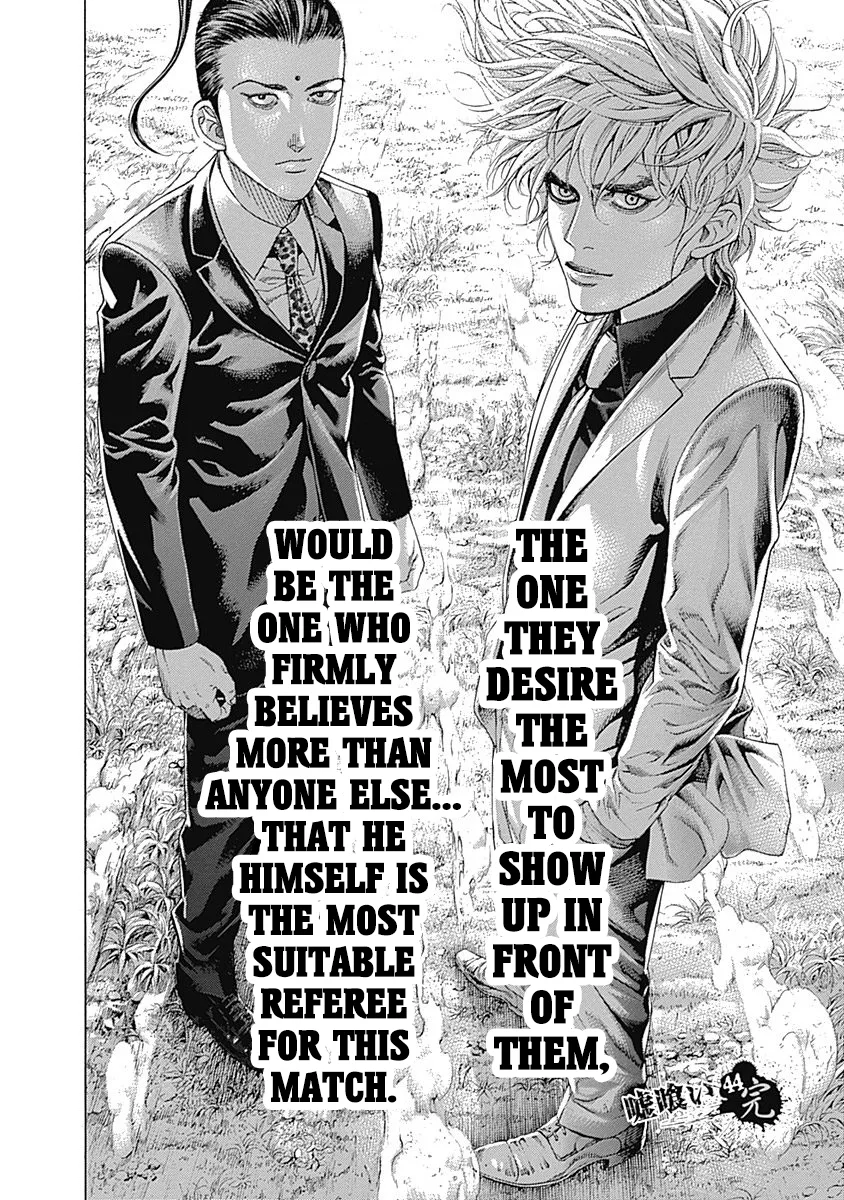 THE
ONE
THEY
DESIRE
THE
MOST
TO
SHOW
UP IN
FRONT
OF
THEM,
WOULD
BE THE
ONE WHO
FIRMLY
BELIEVES
MORE THAN
ANYONE ELSE...
THAT HE
HIMSELF IS
THE MOST
SUITABLE
REFEREE
FOR THIS
MATCH.
嘘喰い 44 完